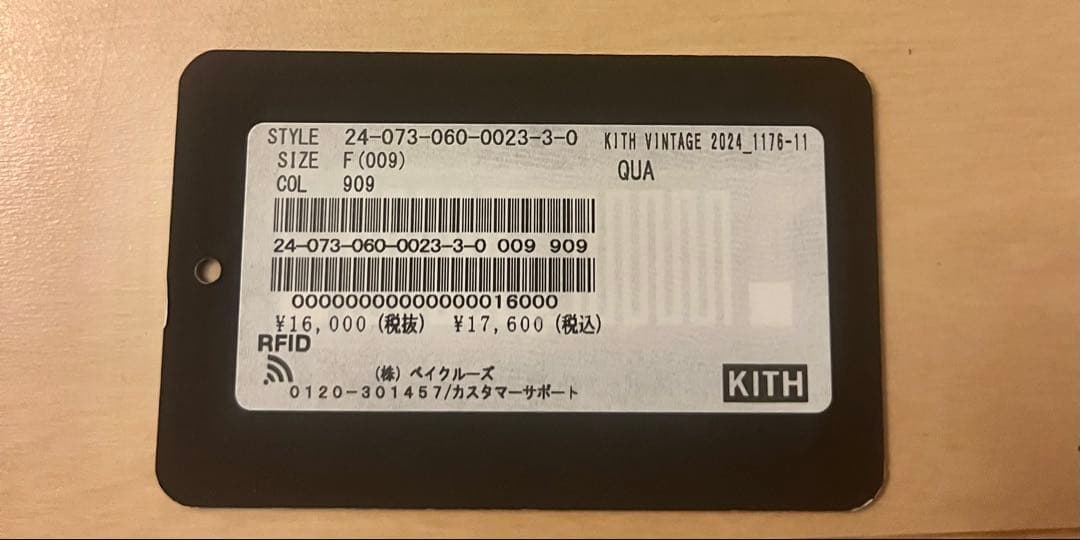 STYLE 24-073-060-0023-3-0 KITH VINTAGE 2024_1176-11
SIZE F(009) QUA
COL 909
24-073-060-0023-3-0 009 909
00000000000000016000
¥16,000 (税抜) ¥17,600 (税込)
RFID
(株) ベイクルーズ
0120-301457/カスタマーサポート
KITH